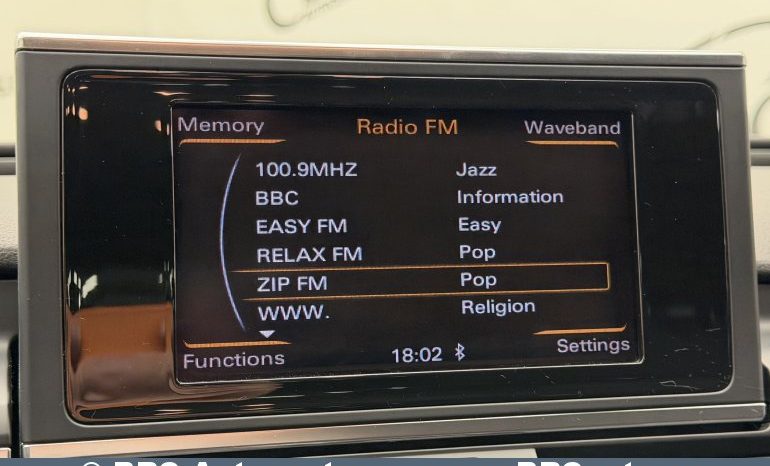 Memory Radio FM Waveband
100.9MHZ Jazz
BBC Information
EASY FM Easy
RELAX FM Pop
ZIP FM Pop
WWW. Religion
Functions 18:02 Settings